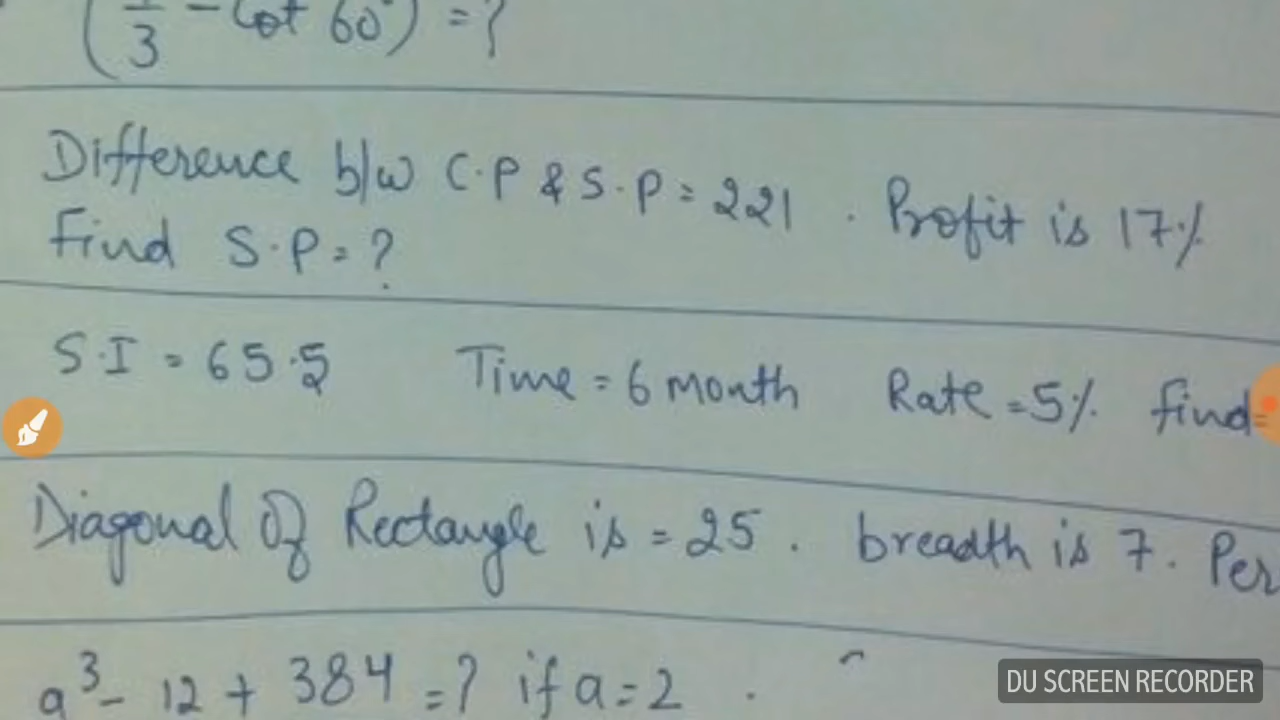 (1/3 - Cot 60°) = ?
Difference b/w C.P & S.P = 221 . Profit is 17%
Find S.P = ?
S.I = 65.5 Time = 6 month Rate = 5% find =
Diagonal Of Rectangle is = 25 . breadth is 7 . Per
a³ - 12 + 384 = ? if a = 2 .
DU SCREEN RECORDER